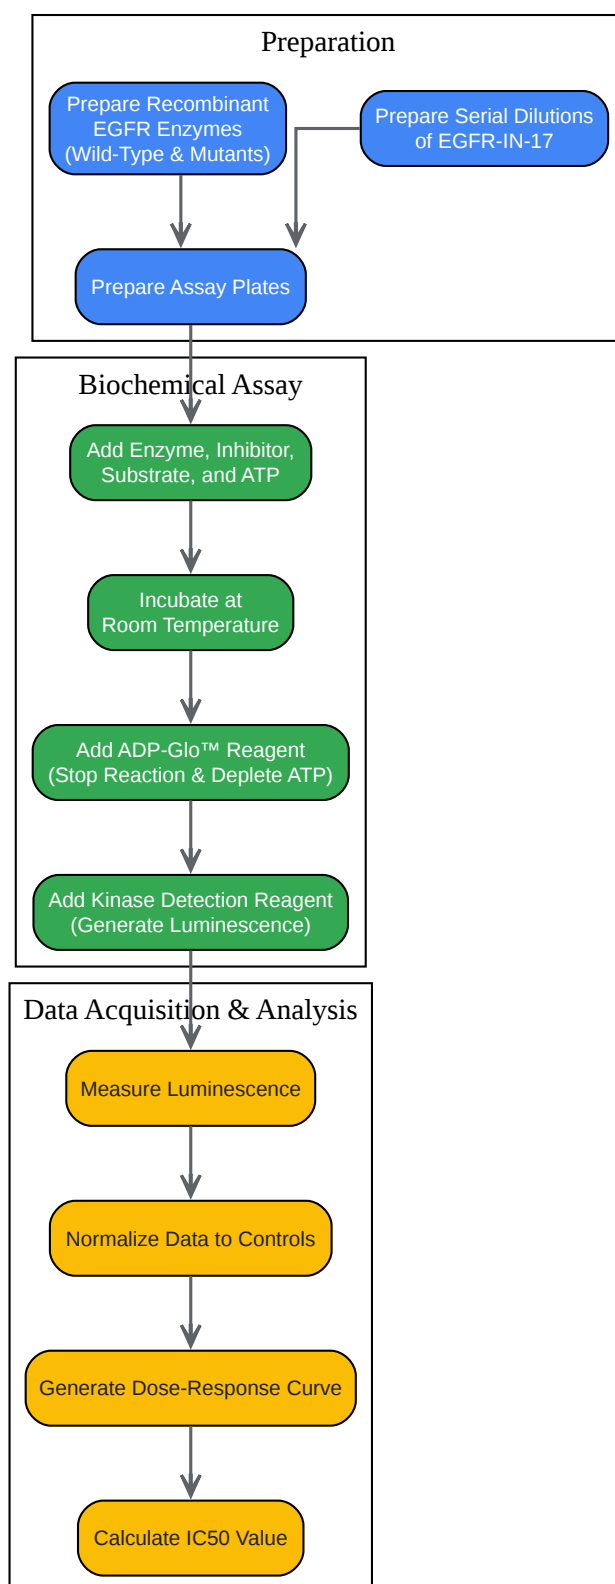 Preparation
Prepare Recombinant
EGFR Enzymes
(Wild-Type & Mutants)
Prepare Serial Dilutions
of EGFR-IN-17
Prepare Assay Plates
Biochemical Assay
Add Enzyme, Inhibitor,
Substrate, and ATP
Incubate at
Room Temperature
Add ADP-Glo™ Reagent
(Stop Reaction & Deplete ATP)
Add Kinase Detection Reagent
(Generate Luminescence)
Data Acquisition & Analysis
Measure Luminescence
Normalize Data to Controls
Generate Dose-Response Curve
Calculate IC50 Value